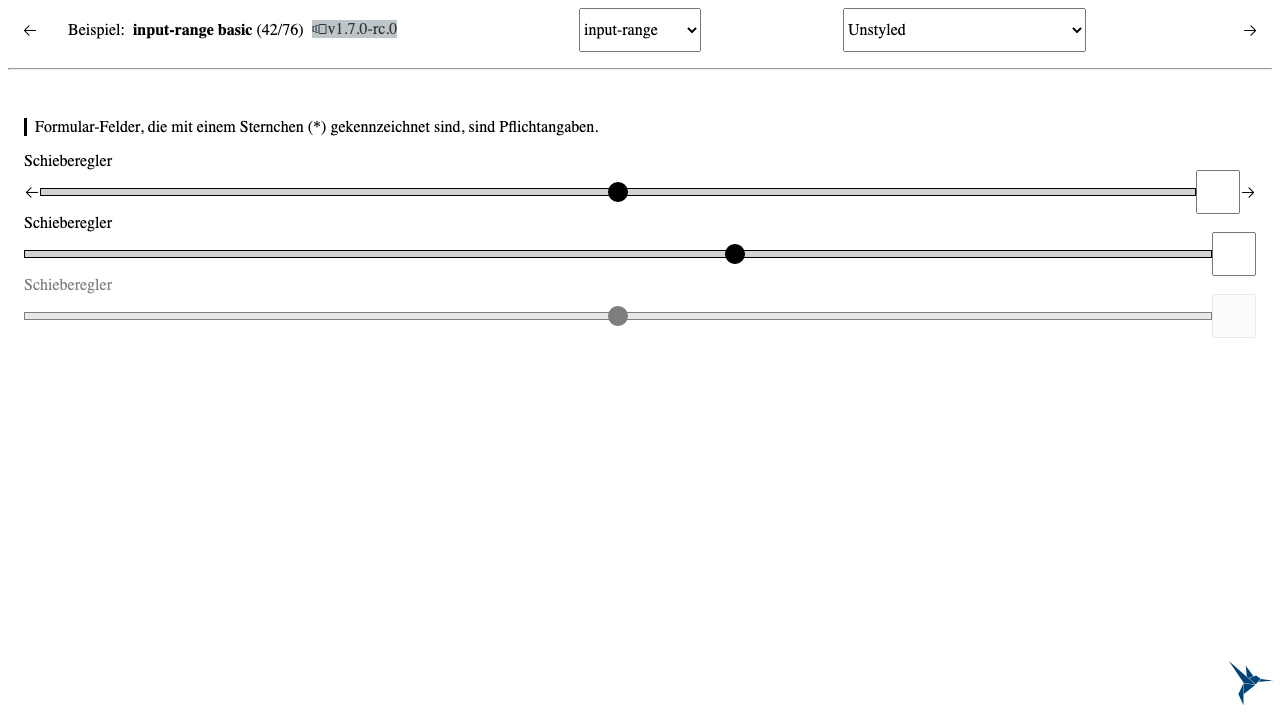 Beispiel: input-range basic (42/76) v1.7.0-rc.0
input-range
Unstyled
Formular-Felder, die mit einem Sternchen (*) gekennzeichnet sind, sind Pflichtangaben.
Schieberegler
Schieberegler
Schieberegler